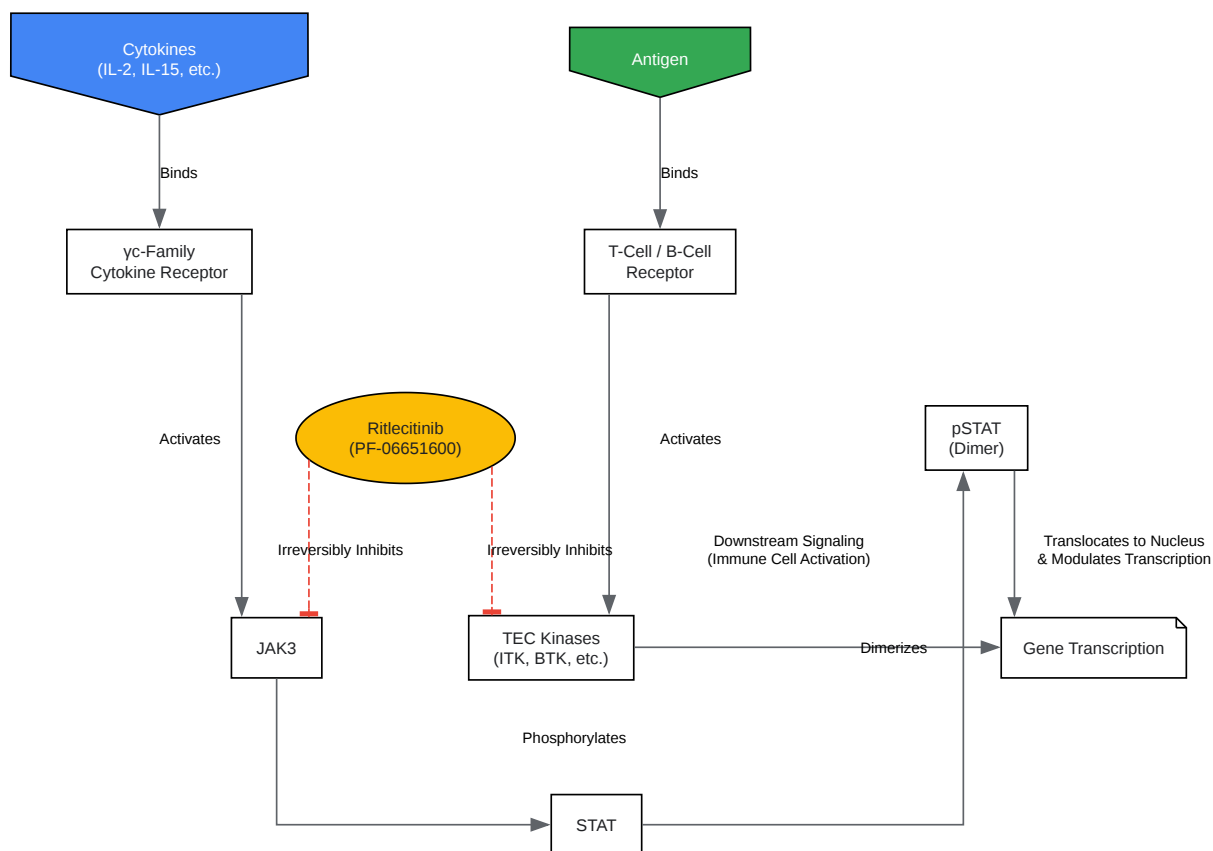 Cytokines
(IL-2, IL-15, etc.)
Antigen
Binds
Binds
γc-Family
Cytokine Receptor
T-Cell / B-Cell
Receptor
Activates
Ritlecitinib
(PF-06651600)
Activates
pSTAT
(Dimer)
Irreversibly Inhibits
Irreversibly Inhibits
Downstream Signaling
(Immune Cell Activation)
Translocates to Nucleus
& Modulates Transcription
JAK3
TEC Kinases
(ITK, BTK, etc.)
Dimerizes
Gene Transcription
Phosphorylates
STAT